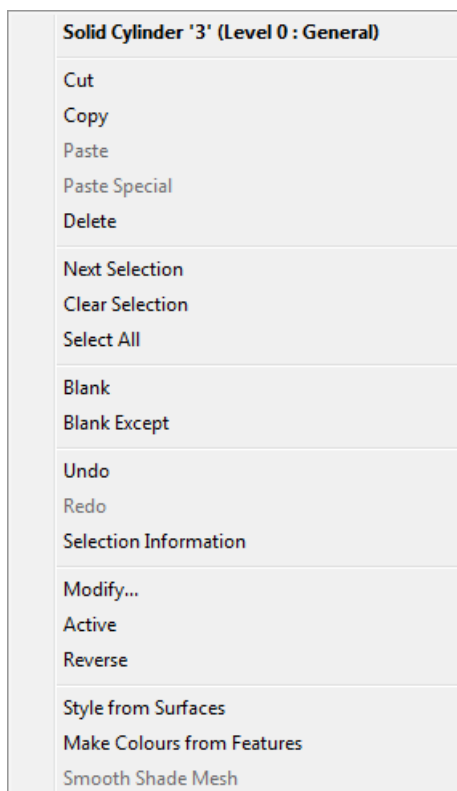 Solid Cylinder '3' (Level 0 : General)
Cut
Copy
Paste
Paste Special
Delete
Next Selection
Clear Selection
Select All
Blank
Blank Except
Undo
Redo
Selection Information
Modify...
Active
Reverse
Style from Surfaces
Make Colours from Features
Smooth Shade Mesh